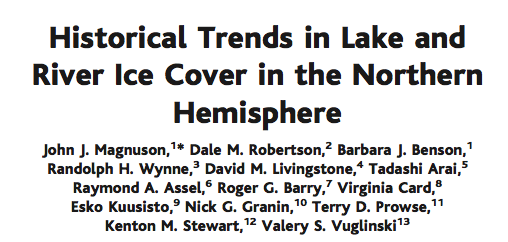 Historical Trends in Lake and
River Ice Cover in the Northern
Hemisphere
John J. Magnuson,1* Dale M. Robertson,2 Barbara J. Benson,1
Randolph H. Wynne,3 David M. Livingstone,4 Tadashi Arai,5
Raymond A. Assel,6 Roger G. Barry,7 Virginia Card,8
Esko Kuusisto,9 Nick G. Granin,10 Terry D. Prowse,11
Kenton M. Stewart,12 Valery S. Vuglinski13